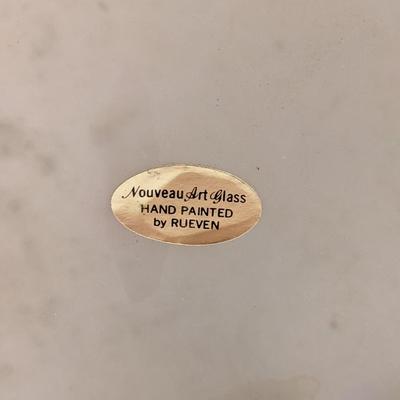 Nouveau Art Glass
HAND PAINTED
by RUEVEN